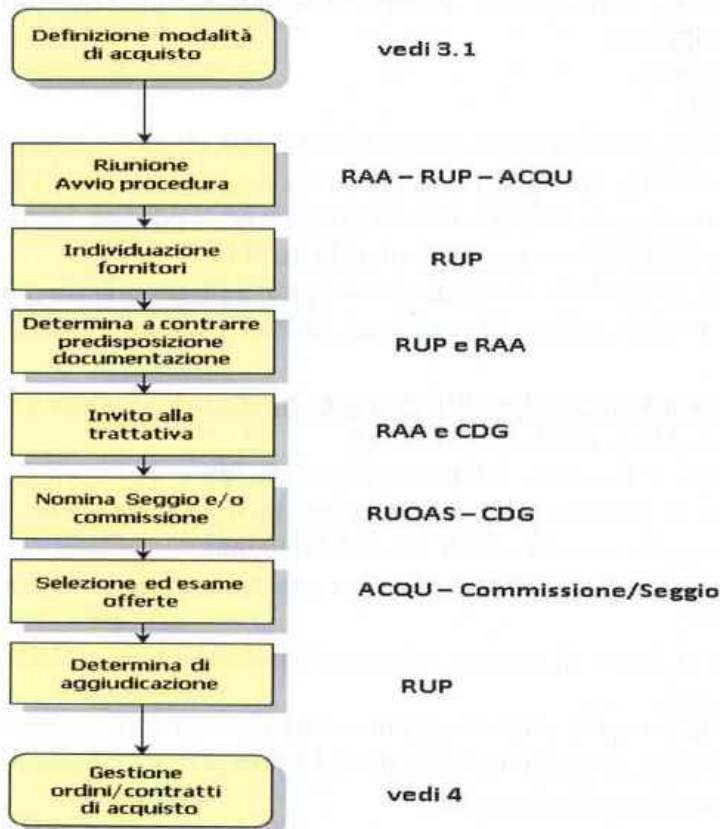 Definizione modalità
di acquisto
vedi 3.1
Riunione
Avvio procedura
RAA – RUP – ACQU
Individuazione
fornitori
RUP
Determina a contrarre
predisposizione
documentazione
RUP e RAA
Invito alla
trattativa
RAA e CDG
Nomina Seggio e/o
commissione
RUOAS – CDG
Selezione ed esame
offerte
ACQU – Commissione/Seggio
Determina di
aggiudicazione
RUP
Gestione
ordini/contratti
di acquisto
vedi 4